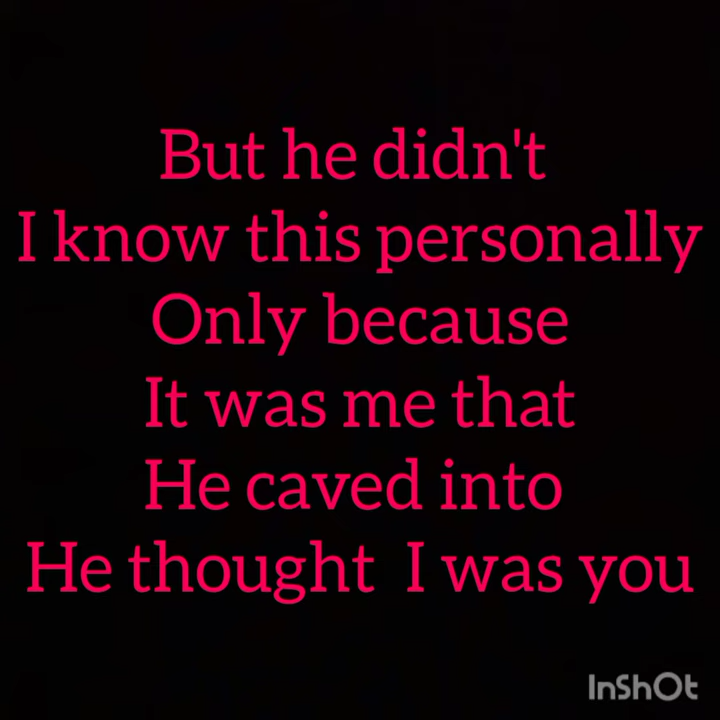 But he didn't
I know this personally
Only because
It was me that
He caved into
He thought  I was you
InShOt